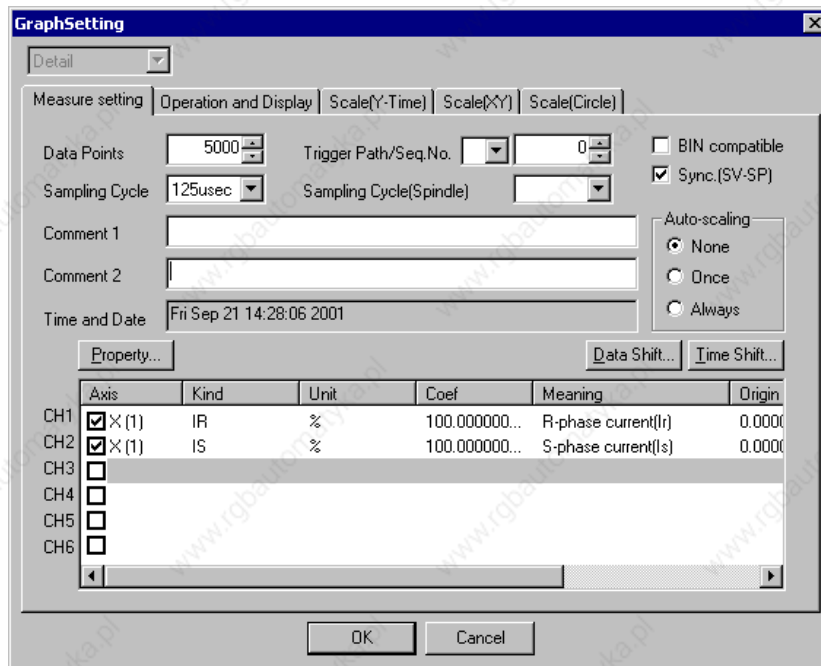 GraphSetting
Detail
Measure setting Operation and Display Scale(Y-Time) Scale(XY) Scale(Circle)
Data Points 5000 Trigger Path/Seq.No. 0 BIN compatible
Sampling Cycle 125usec Sampling Cycle(Spindle) Sync.(SV-SP)
Comment 1 Auto-scaling
None
Comment 2 Once
Time and Date Fri Sep 21 14:28:06 2001 Always
Property... Data Shift... Time Shift...
Axis Kind Unit Coef Meaning Origin
CH1 X (1) IR % 100.000000... R-phase current(Ir) 0.0000
CH2 X (1) IS % 100.000000... S-phase current(Is) 0.0000
CH3
CH4
CH5
CH6
OK Cancel
www.rgbautomatyka.pl